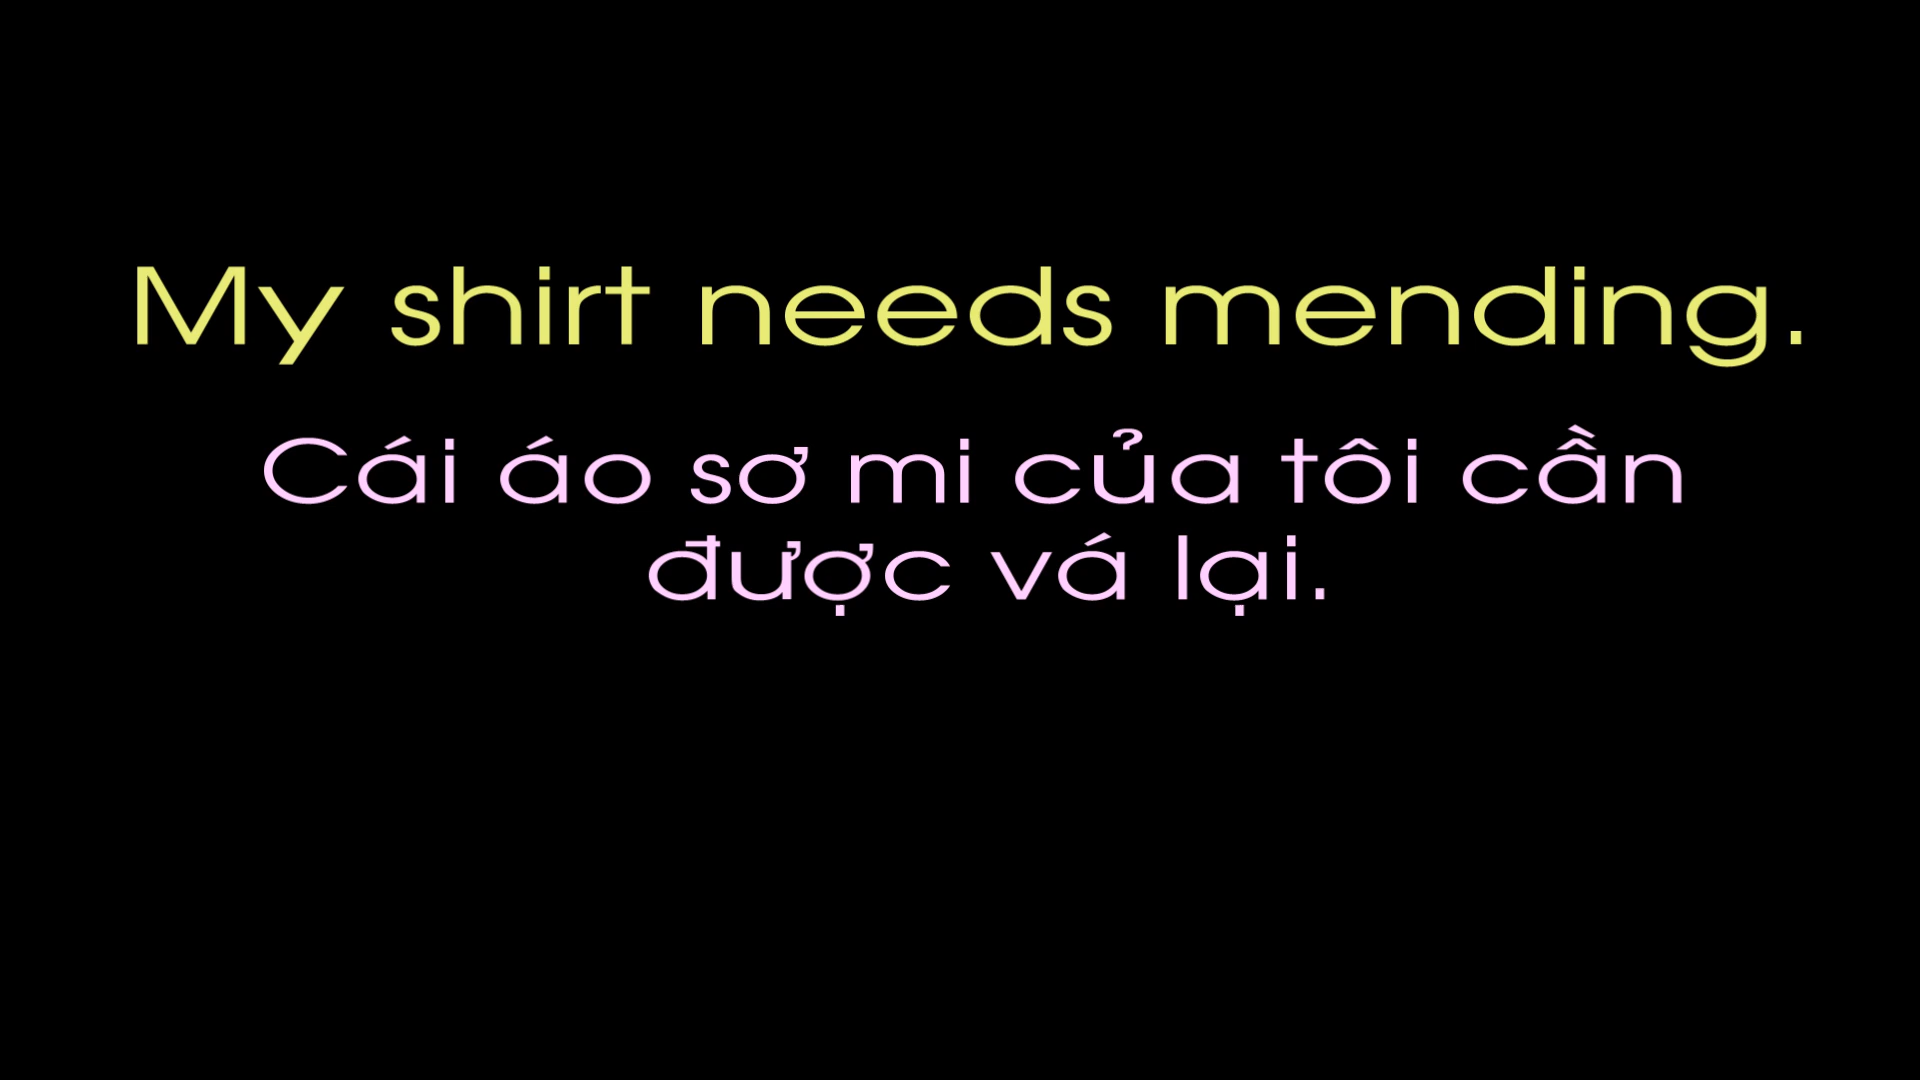 My shirt needs mending.
Cái áo sơ mi của tôi cần
được vá lại.